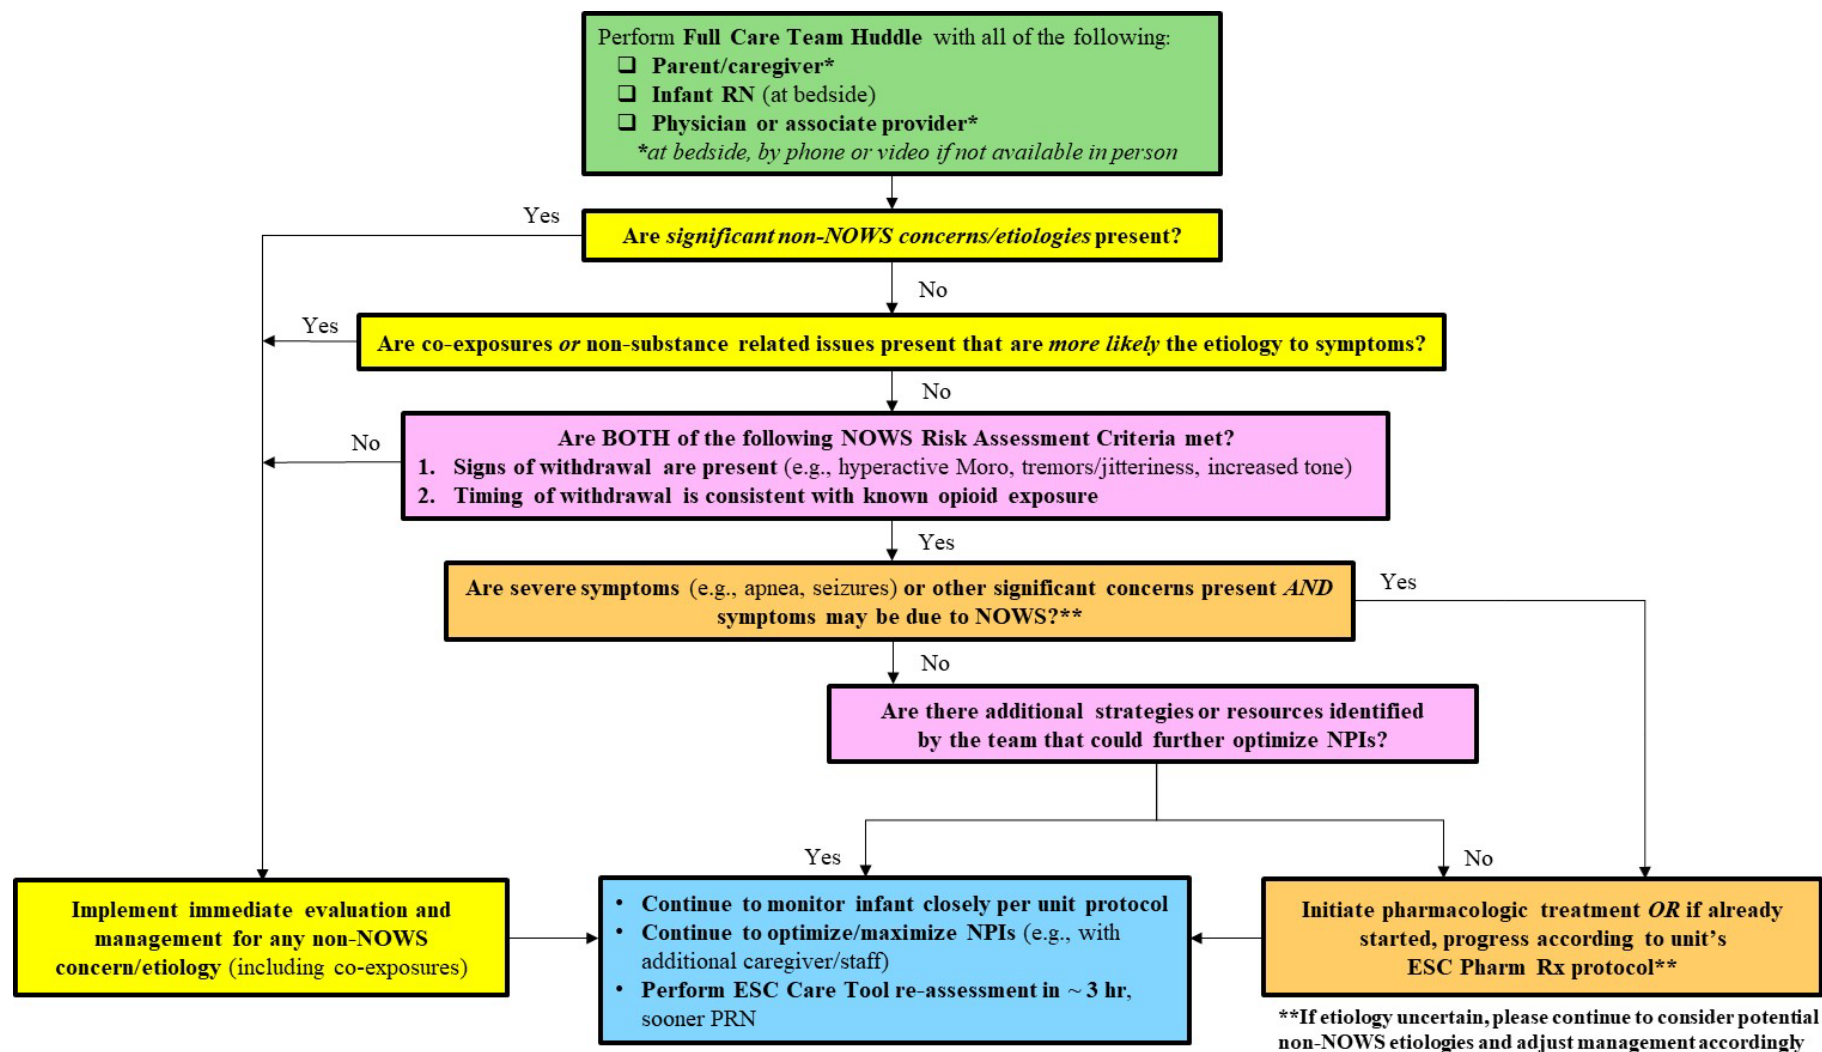 Perform Full Care Team Huddle with all of the following:
❑ Parent/caregiver*
❑ Infant RN (at bedside)
❑ Physician or associate provider*
*at bedside, by phone or video if not available in person
Yes
Are significant non-NOWS concerns/etiologies present?
No
Yes
Are co-exposures or non-substance related issues present that are more likely the etiology to symptoms?
No
No
Are BOTH of the following NOWS Risk Assessment Criteria met?
1. Signs of withdrawal are present (e.g., hyperactive Moro, tremors/jitteriness, increased tone)
2. Timing of withdrawal is consistent with known opioid exposure
Yes
Are severe symptoms (e.g., apnea, seizures) or other significant concerns present AND
symptoms may be due to NOWS?**
Yes
No
Are there additional strategies or resources identified
by the team that could further optimize NPIs?
Yes
No
Implement immediate evaluation and
management for any non-NOWS
concern/etiology (including co-exposures)
• Continue to monitor infant closely per unit protocol
• Continue to optimize/maximize NPIs (e.g., with
additional caregiver/staff)
• Perform ESC Care Tool re-assessment in ~ 3 hr,
sooner PRN
Initiate pharmacologic treatment OR if already
started, progress according to unit's
ESC Pharm Rx protocol**
**If etiology uncertain, please continue to consider potential
non-NOWS etiologies and adjust management accordingly